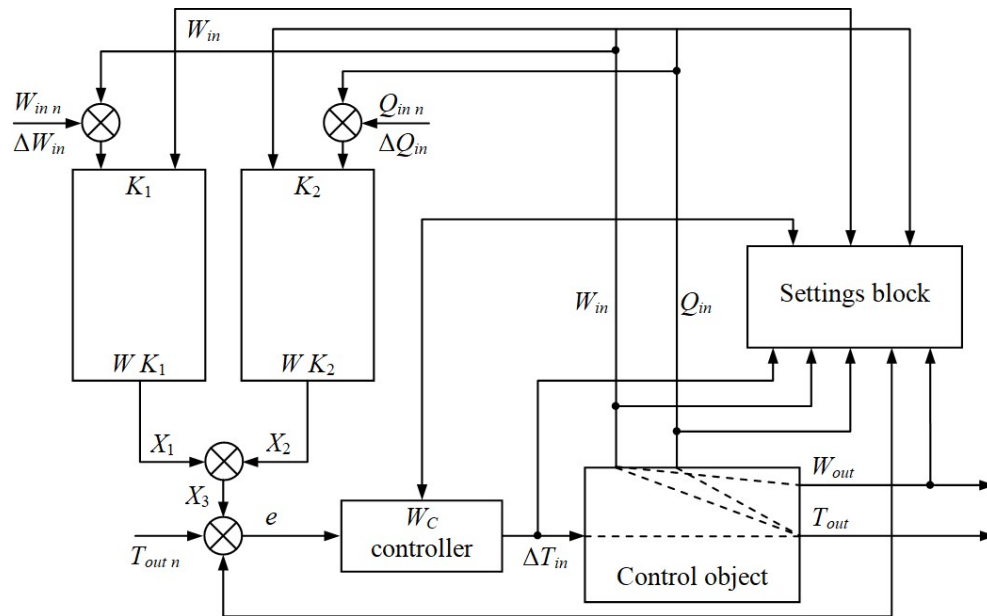 W_in
W_in n
ΔW_in
Q_in n
ΔQ_in
K_1
K_2
W_in
Q_in
Settings block
W K_1
W K_2
X_1
X_2
X_3
W_out
T_out
e
W_C
controller
T_out n
ΔT_in
Control object